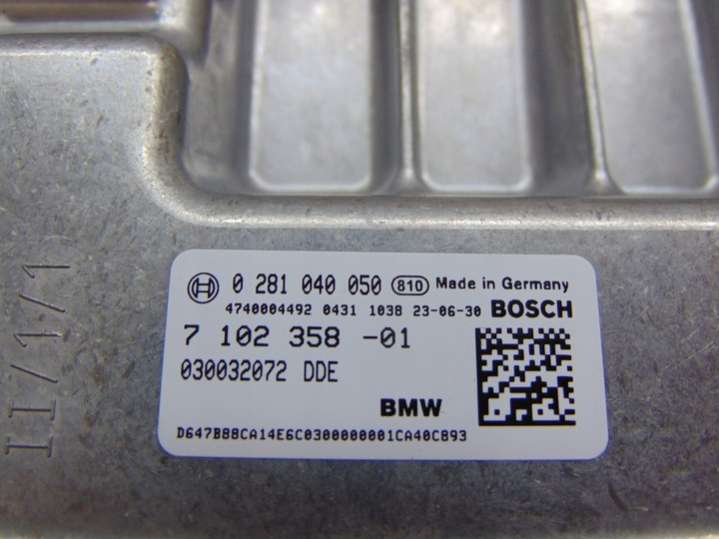 0 281 040 050 810 Made in Germany
4740004492 0431 1038 23-06-30 BOSCH
7 102 358 -01
030032072 DDE
BMW
D647B88CA14E6C0300000001CA40C893
II/1/1